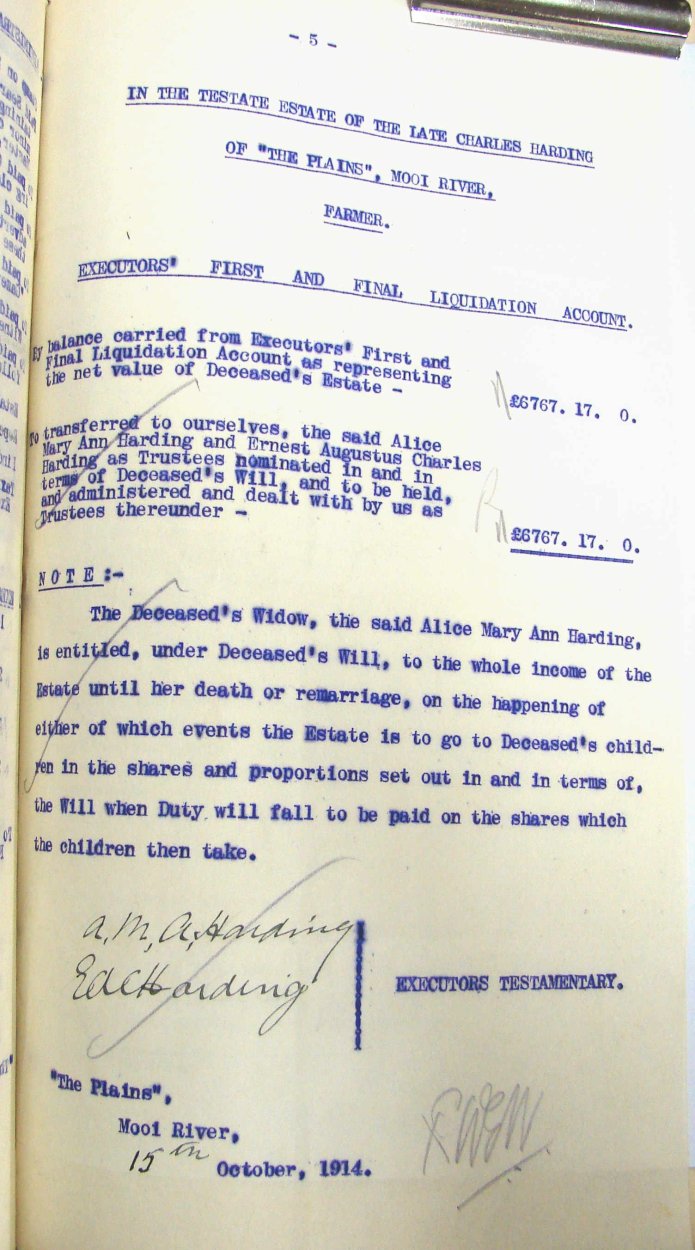 - 5 -
IN THE TESTATE ESTATE OF THE LATE CHARLES HARDING
OF "THE PLAINS", MOOI RIVER,
FARMER.
EXECUTORS' FIRST AND FINAL LIQUIDATION ACCOUNT.
By balance carried from Executors' First and
Final Liquidation Account as representing
the net value of Deceased's Estate - £6767. 17. 0.
To transferred to ourselves, the said Alice
Mary Ann Harding and Ernest Augustus Charles
Harding as Trustees nominated in and in
terms of Deceased's Will, and to be held,
and administered and dealt with by us as
Trustees thereunder - £6767. 17. 0.
NOTE :-
The Deceased's Widow, the said Alice Mary Ann Harding,
is entitled, under Deceased's Will, to the whole income of the
Estate until her death or remarriage, on the happening of
either of which events the Estate is to go to Deceased's child-
ren in the shares and proportions set out in and in terms of,
the Will when Duty will fall to be paid on the shares which
the children then take.
A. M. A. Harding
EACHarding
EXECUTORS TESTAMENTARY.
"The Plains",
Mooi River,
15th October, 1914.